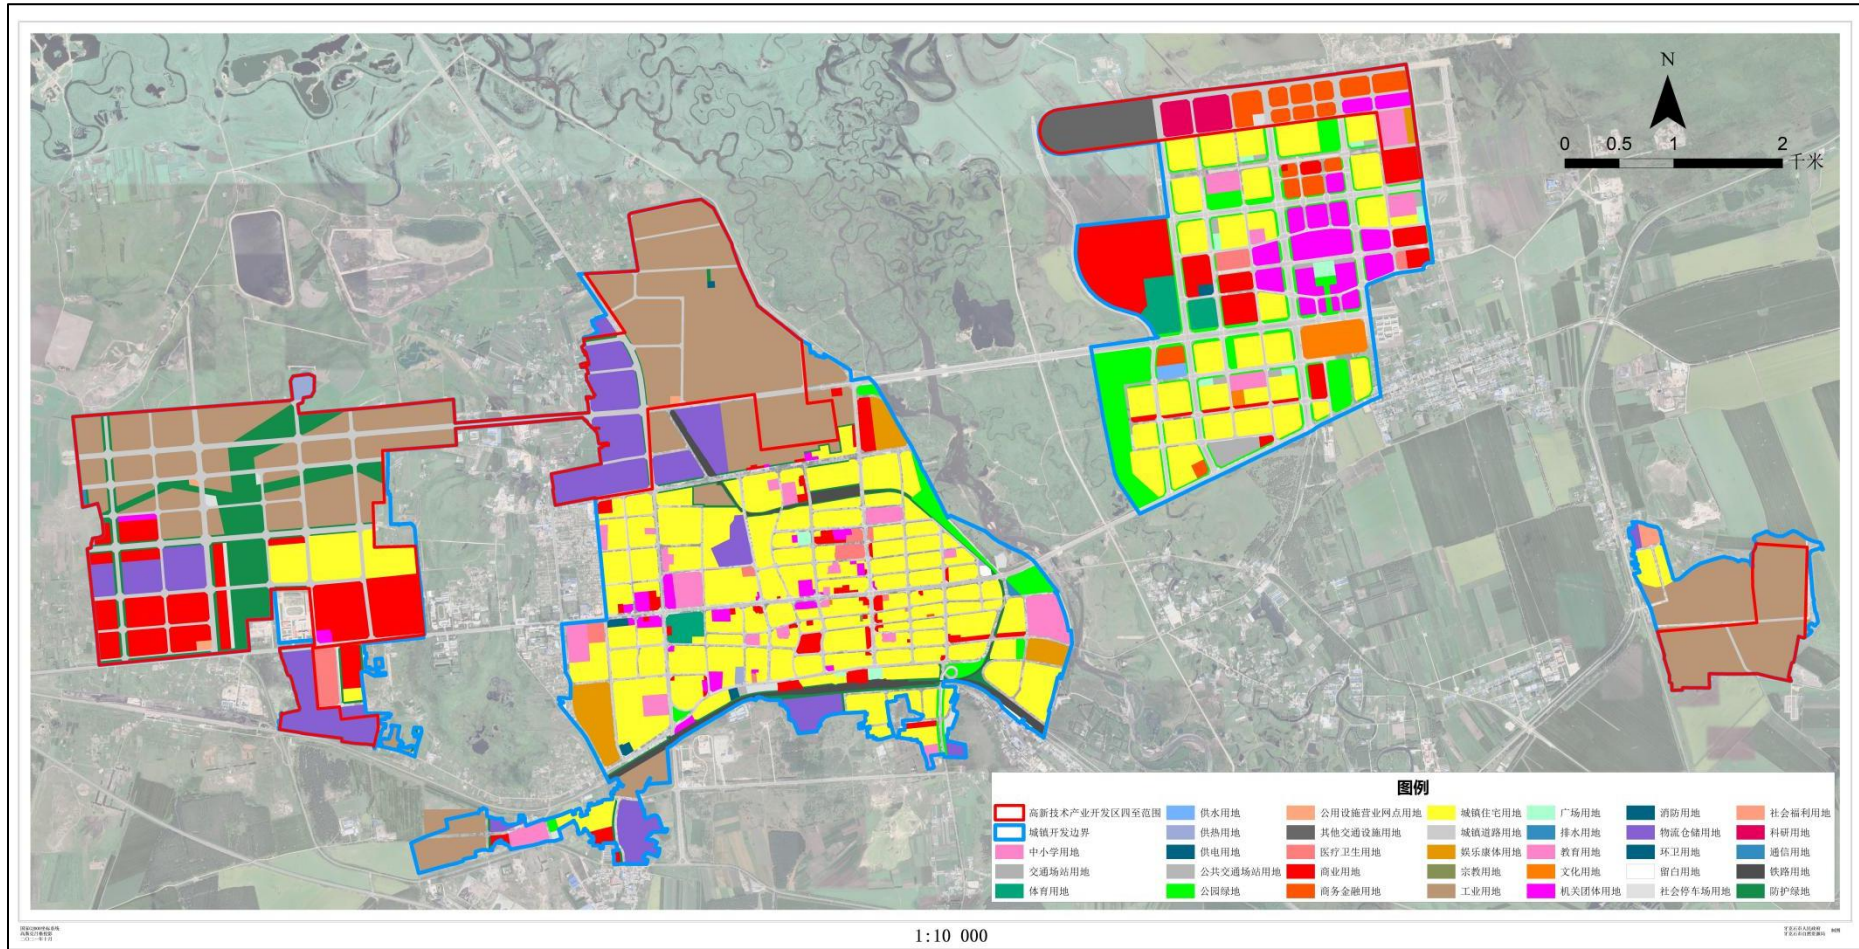 N
0 0.5 1 2
千米
图例
高新技术产业开发区四至范围 供水用地 公用设施营业网点用地 城镇住宅用地 广场用地 消防用地 社会福利用地
城镇开发边界 供热用地 其他交通设施用地 城镇道路用地 排水用地 物流仓储用地 科研用地
中小学用地 供电用地 医疗卫生用地 娱乐康体用地 教育用地 环卫用地 通信用地
交通场站用地 公共交通场站用地 商业用地 宗教用地 文化用地 留白用地 铁路用地
体育用地 公园绿地 商务金融用地 工业用地 机关团体用地 社会停车场用地 防护绿地
1:10 000